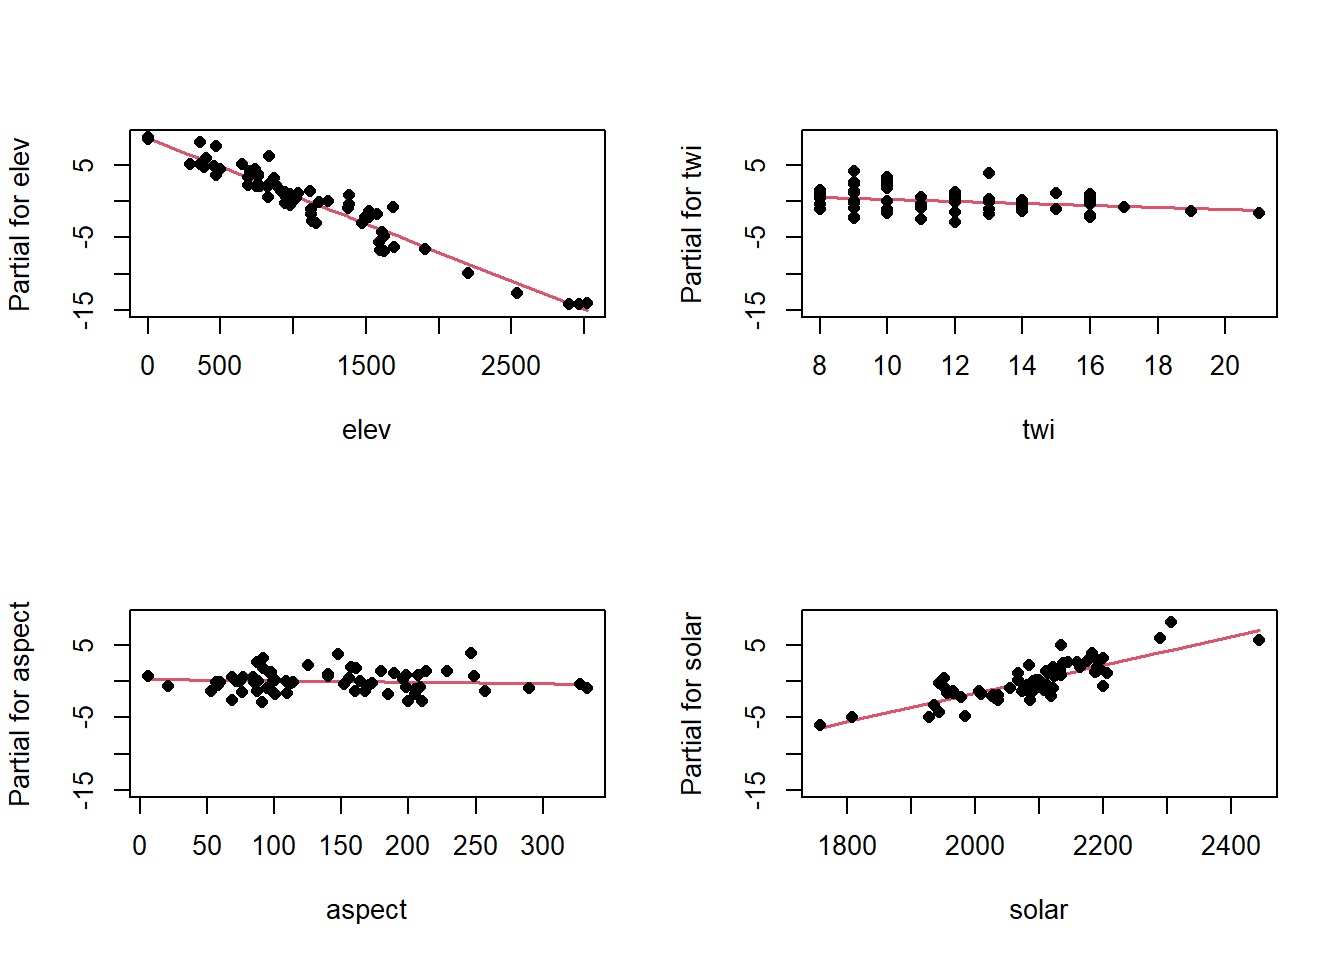 Partial for elev
5
-5
-15
0 500 1500 2500
elev
Partial for twi
5
-5
-15
8 10 12 14 16 18 20
twi
Partial for aspect
5
-5
-15
0 50 100 150 200 250 300
aspect
Partial for solar
5
-5
-15
1800 2000 2200 2400
solar